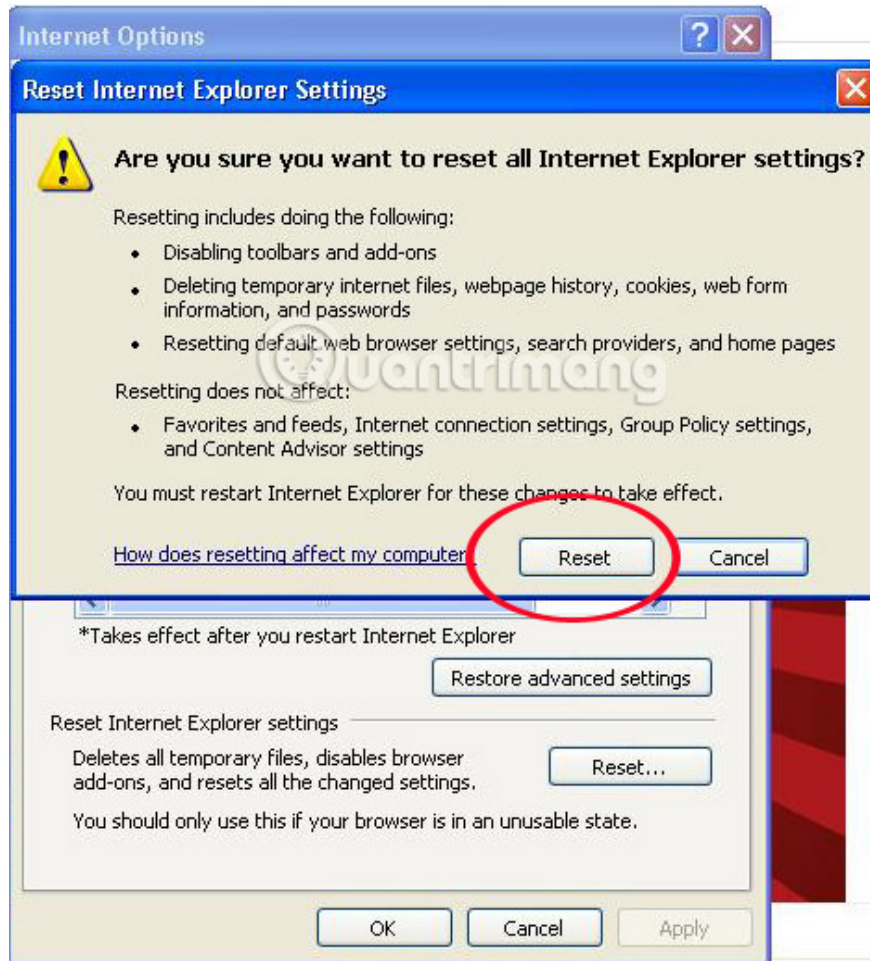 Internet Options
Reset Internet Explorer Settings
Are you sure you want to reset all Internet Explorer settings?
Resetting includes doing the following:
• Disabling toolbars and add-ons
• Deleting temporary internet files, webpage history, cookies, web form
information, and passwords
• Resetting default web browser settings, search providers, and home pages
Quantrimang
Resetting does not affect:
• Favorites and feeds, Internet connection settings, Group Policy settings,
and Content Advisor settings
You must restart Internet Explorer for these changes to take effect.
How does resetting affect my computer
Reset
Cancel
*Takes effect after you restart Internet Explorer
Restore advanced settings
Reset Internet Explorer settings
Deletes all temporary files, disables browser
add-ons, and resets all the changed settings.
Reset...
You should only use this if your browser is in an unusable state.
OK
Cancel
Apply